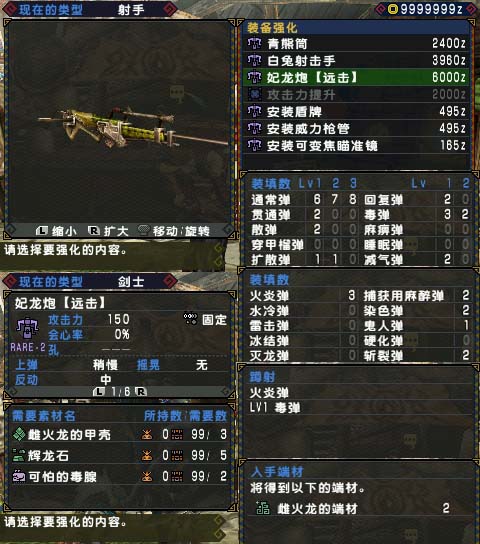 现在的类型 射手
9999999z
装备强化
青熊筒 2400z
白兔射击手 3960z
妃龙炮【远击】 6000z
攻击力提升 2000z
安装盾牌 495z
安装威力枪管 495z
安装可变焦瞄准镜 165z
L 缩小 R 扩大 移动/旋转
请选择要强化的内容。
装填数 Lv1 2 3 Lv 1 2
通常弹 6 7 8 回复弹 2 0
贯通弹 2 0 0 毒弹 3 2
散弹 2 0 0 麻痹弹 0 0
穿甲榴弹 0 0 0 睡眠弹 0 0
扩散弹 1 1 0 减气弹 2 0
现在的类型 剑士
妃龙炮【远击】
攻击力 150 固定
会心率 0%
RARE-2 孔 ---
上弹 稍慢 摇晃 无
反动 中
L 1/6 R
装填数
火炎弹 3 捕获用麻醉弹 2
水冷弹 0 染色弹 2
雷击弹 0 鬼人弹 1
冰结弹 0 硬化弹 0
灭龙弹 0 斩裂弹 2
蹲射
火炎弹
LV1 毒弹
需要素材名 所持数/需要数
雌火龙的甲壳 0 99/ 3
辉龙石 0 99/ 5
可怕的毒腺 0 99/ 2
请选择要强化的内容。
入手端材
将得到以下的端材。
雌火龙的端材 2